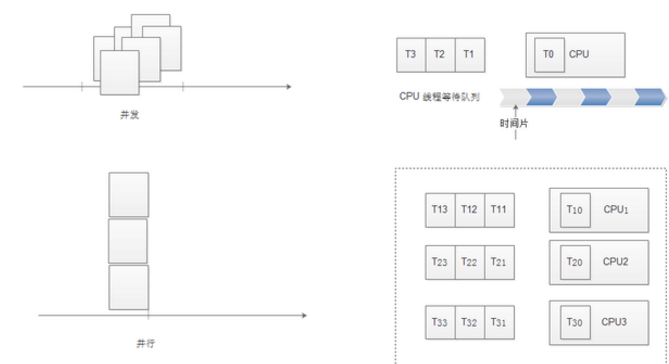 T3 T2 T1 T0 CPU
CPU 线程等待队列
并发
时间片
T13 T12 T11 T10 CPU1
T23 T22 T21 T20 CPU2
T33 T32 T31 T30 CPU3
并行